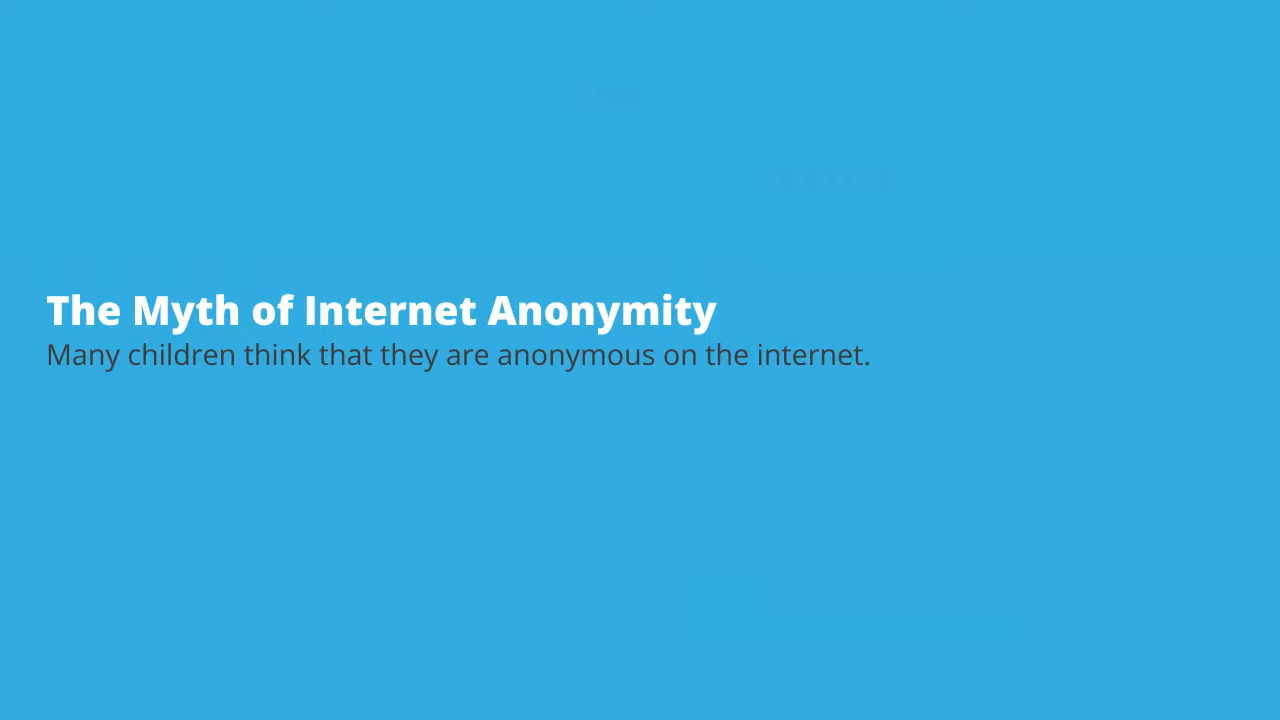 The Myth of Internet Anonymity
Many children think that they are anonymous on the internet.